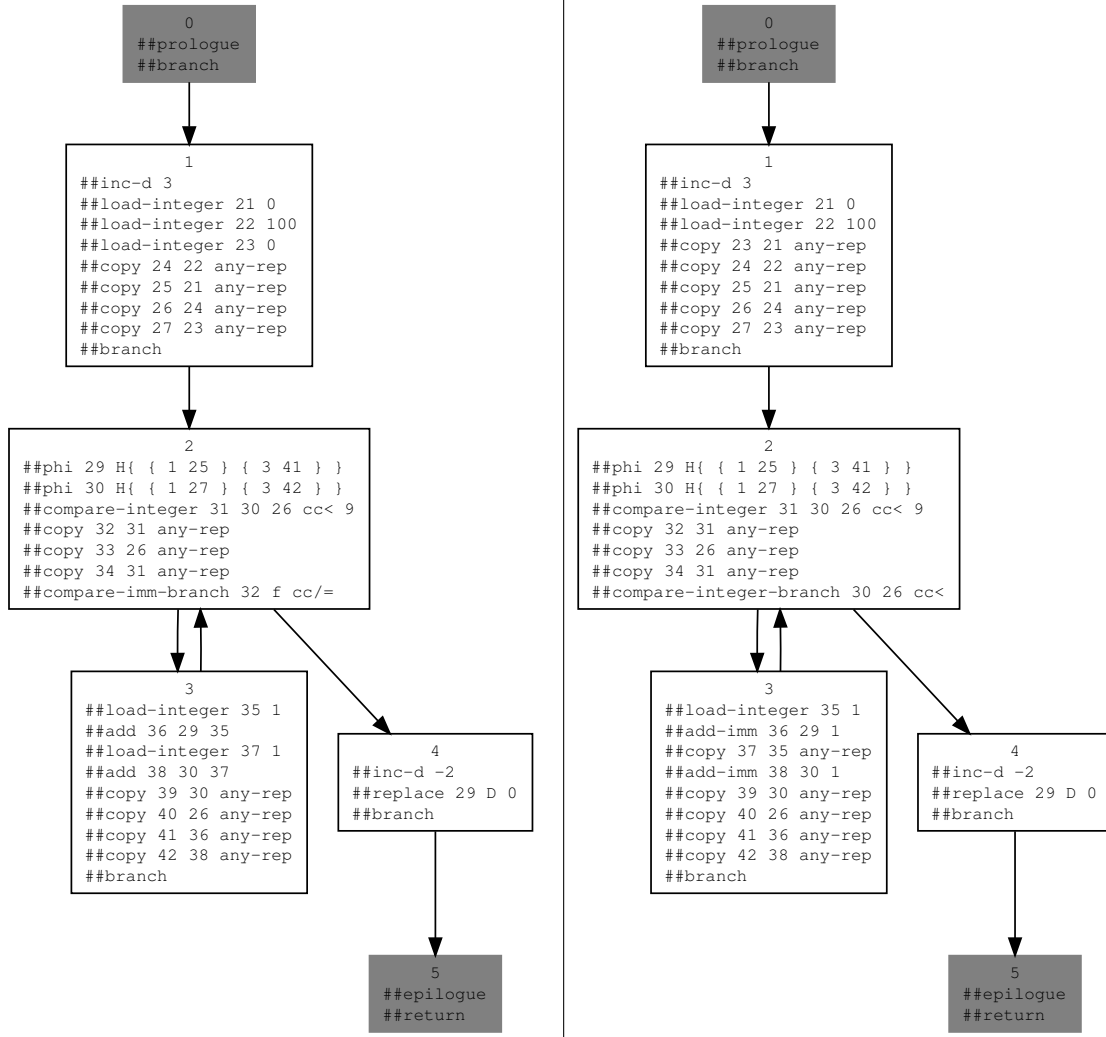 0
##prologue
##branch
1
##inc-d 3
##load-integer 21 0
##load-integer 22 100
##load-integer 23 0
##copy 24 22 any-rep
##copy 25 21 any-rep
##copy 26 24 any-rep
##copy 27 23 any-rep
##branch
2
##phi 29 H{ { 1 25 } { 3 41 } }
##phi 30 H{ { 1 27 } { 3 42 } }
##compare-integer 31 30 26 cc< 9
##copy 32 31 any-rep
##copy 33 26 any-rep
##copy 34 31 any-rep
##compare-imm-branch 32 f cc/=
3
##load-integer 35 1
##add 36 29 35
##load-integer 37 1
##add 38 30 37
##copy 39 30 any-rep
##copy 40 26 any-rep
##copy 41 36 any-rep
##copy 42 38 any-rep
##branch
4
##inc-d -2
##replace 29 D 0
##branch
5
##epilogue
##return
0
##prologue
##branch
1
##inc-d 3
##load-integer 21 0
##load-integer 22 100
##copy 23 21 any-rep
##copy 24 22 any-rep
##copy 25 21 any-rep
##copy 26 24 any-rep
##copy 27 23 any-rep
##branch
2
##phi 29 H{ { 1 25 } { 3 41 } }
##phi 30 H{ { 1 27 } { 3 42 } }
##compare-integer 31 30 26 cc< 9
##copy 32 31 any-rep
##copy 33 26 any-rep
##copy 34 31 any-rep
##compare-integer-branch 30 26 cc<
3
##load-integer 35 1
##add-imm 36 29 1
##copy 37 35 any-rep
##add-imm 38 30 1
##copy 39 30 any-rep
##copy 40 26 any-rep
##copy 41 36 any-rep
##copy 42 38 any-rep
##branch
4
##inc-d -2
##replace 29 D 0
##branch
5
##epilogue
##return